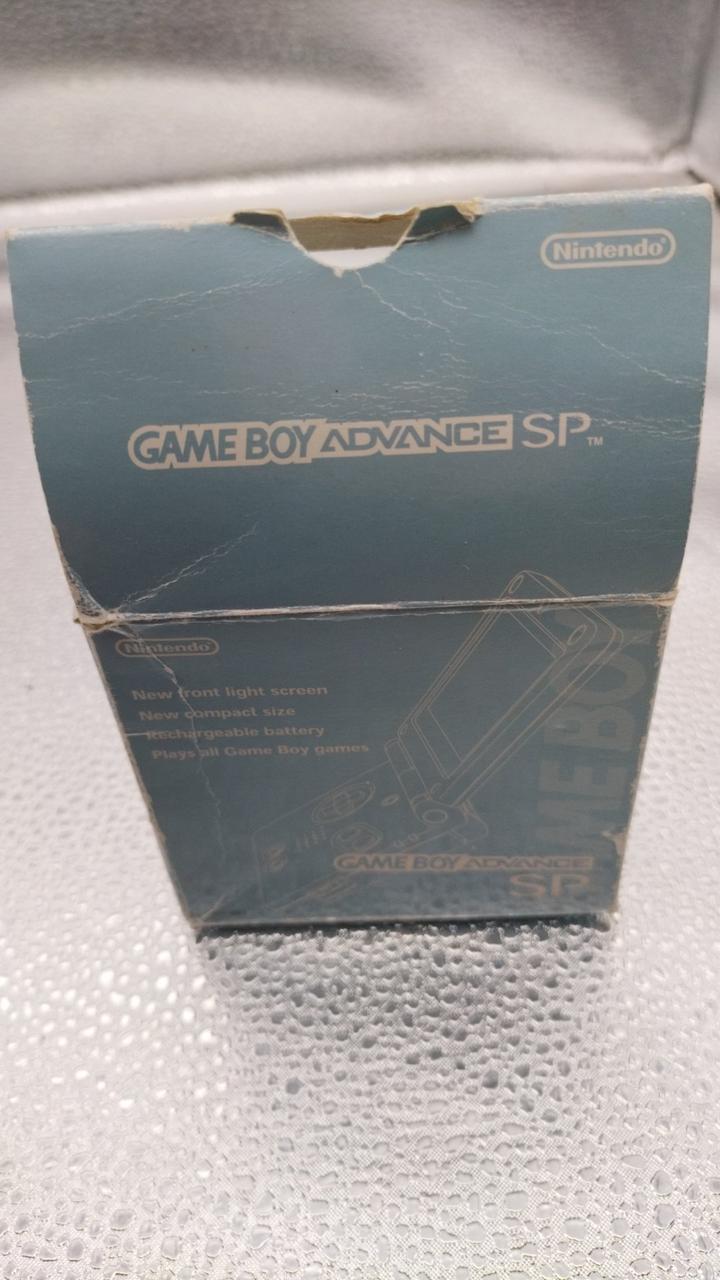 Nintendo®
GAME BOY ADVANCE SP™
Nintendo®
New front light screen
New compact size
Rechargeable battery
Plays all Game Boy games
GAME BOY
GAME BOY ADVANCE
SP